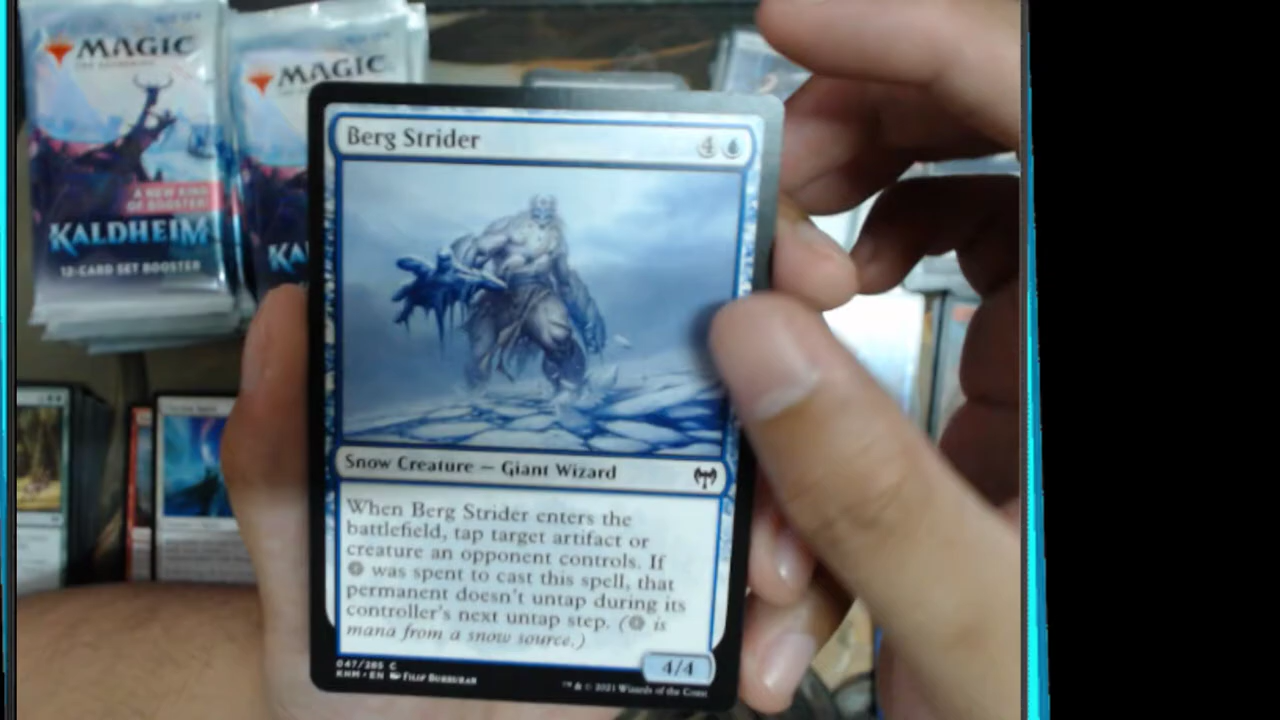 MAGIC
A NEW KIND
OF BOOSTER
KALDHEIM
12-CARD SET BOOSTER
MAGIC
KA
Berg Strider
4
Snow Creature — Giant Wizard
When Berg Strider enters the
battlefield, tap target artifact or
creature an opponent controls. If
was spent to cast this spell, that
permanent doesn't untap during its
controller's next untap step. ( is
mana from a snow source.)
4/4
047/285 C
KHM • EN Filip Burburan
™ & © 2021 Wizards of the Coast